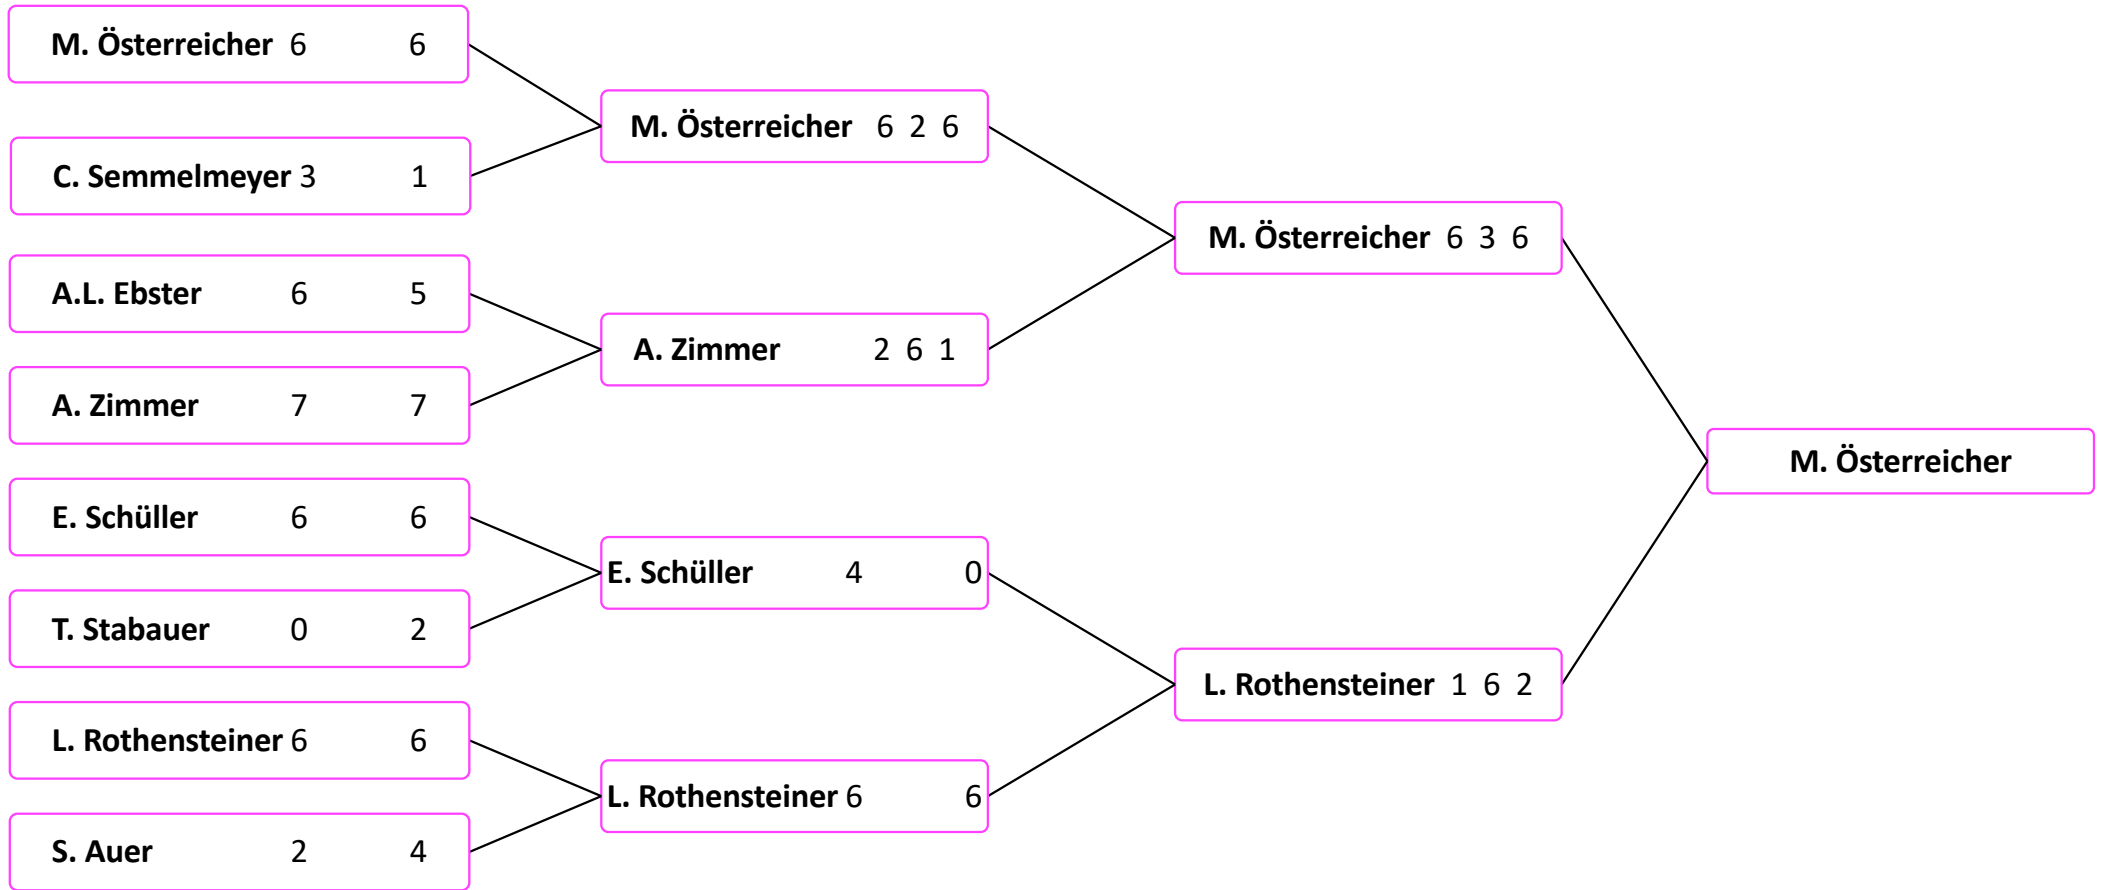 M. Österreicher 6 6
C. Semmelmeyer 3 1
A.L. Ebster 6 5
A. Zimmer 7 7
E. Schüller 6 6
T. Stabauer 0 2
L. Rothensteiner 6 6
S. Auer 2 4
M. Österreicher 6 2 6
A. Zimmer 2 6 1
E. Schüller 4 0
L. Rothensteiner 6 6
M. Österreicher 6 3 6
L. Rothensteiner 1 6 2
M. Österreicher